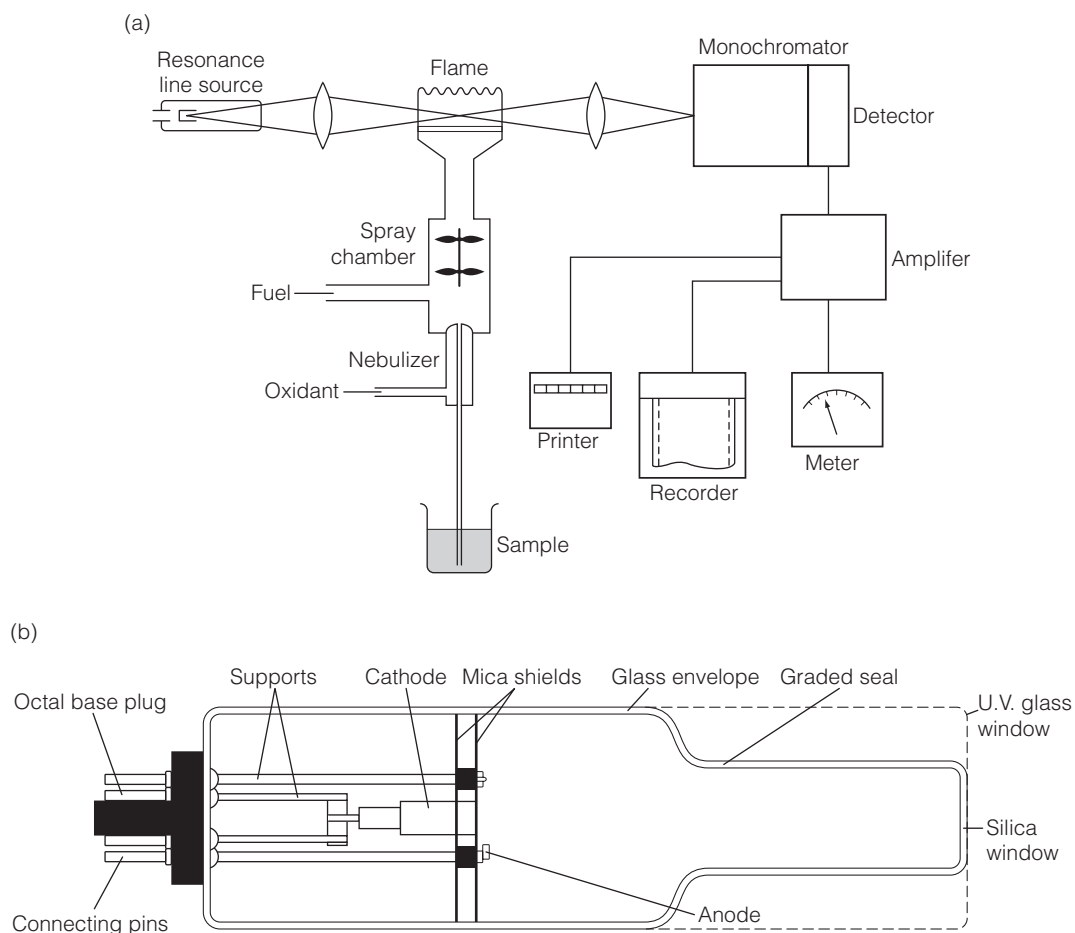 (a)
Resonance
line source
Flame
Monochromator
Detector
Spray
chamber
Amplifer
Fuel
Nebulizer
Oxidant
Printer
Recorder
Meter
Sample
(b)
Octal base plug
Supports
Cathode
Mica shields
Glass envelope
Graded seal
U.V. glass
window
Silica
window
Connecting pins
Anode